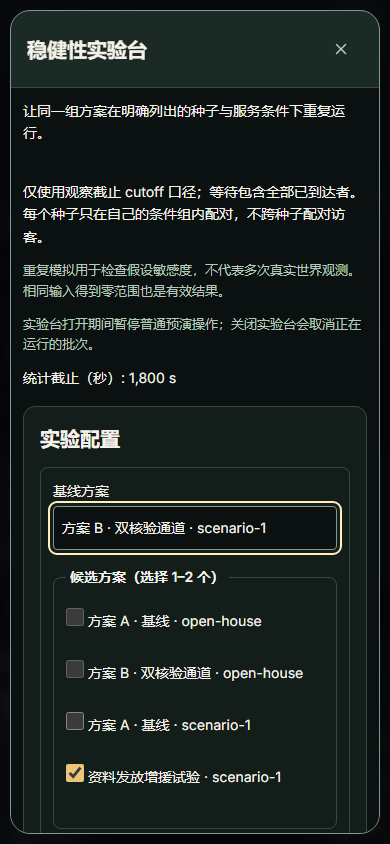 稳健性实验台
×
让同一组方案在明确列出的种子与服务条件下重复运
行。
仅使用观察截止 cutoff 口径；等待包含全部已到达者。
每个种子只在自己的条件组内配对，不跨种子配对访
客。
重复模拟用于检查假设敏感度，不代表多次真实世界观测。
相同输入得到零范围也是有效结果。
实验台打开期间暂停普通预演操作；关闭实验台会取消正在
运行的批次。
统计截止（秒）: 1,800 s
实验配置
基线方案
方案 B · 双核验通道 · scenario-1
候选方案（选择 1–2 个）
方案 A · 基线 · open-house
方案 B · 双核验通道 · open-house
方案 A · 基线 · scenario-1
资料发放增援试验 · scenario-1